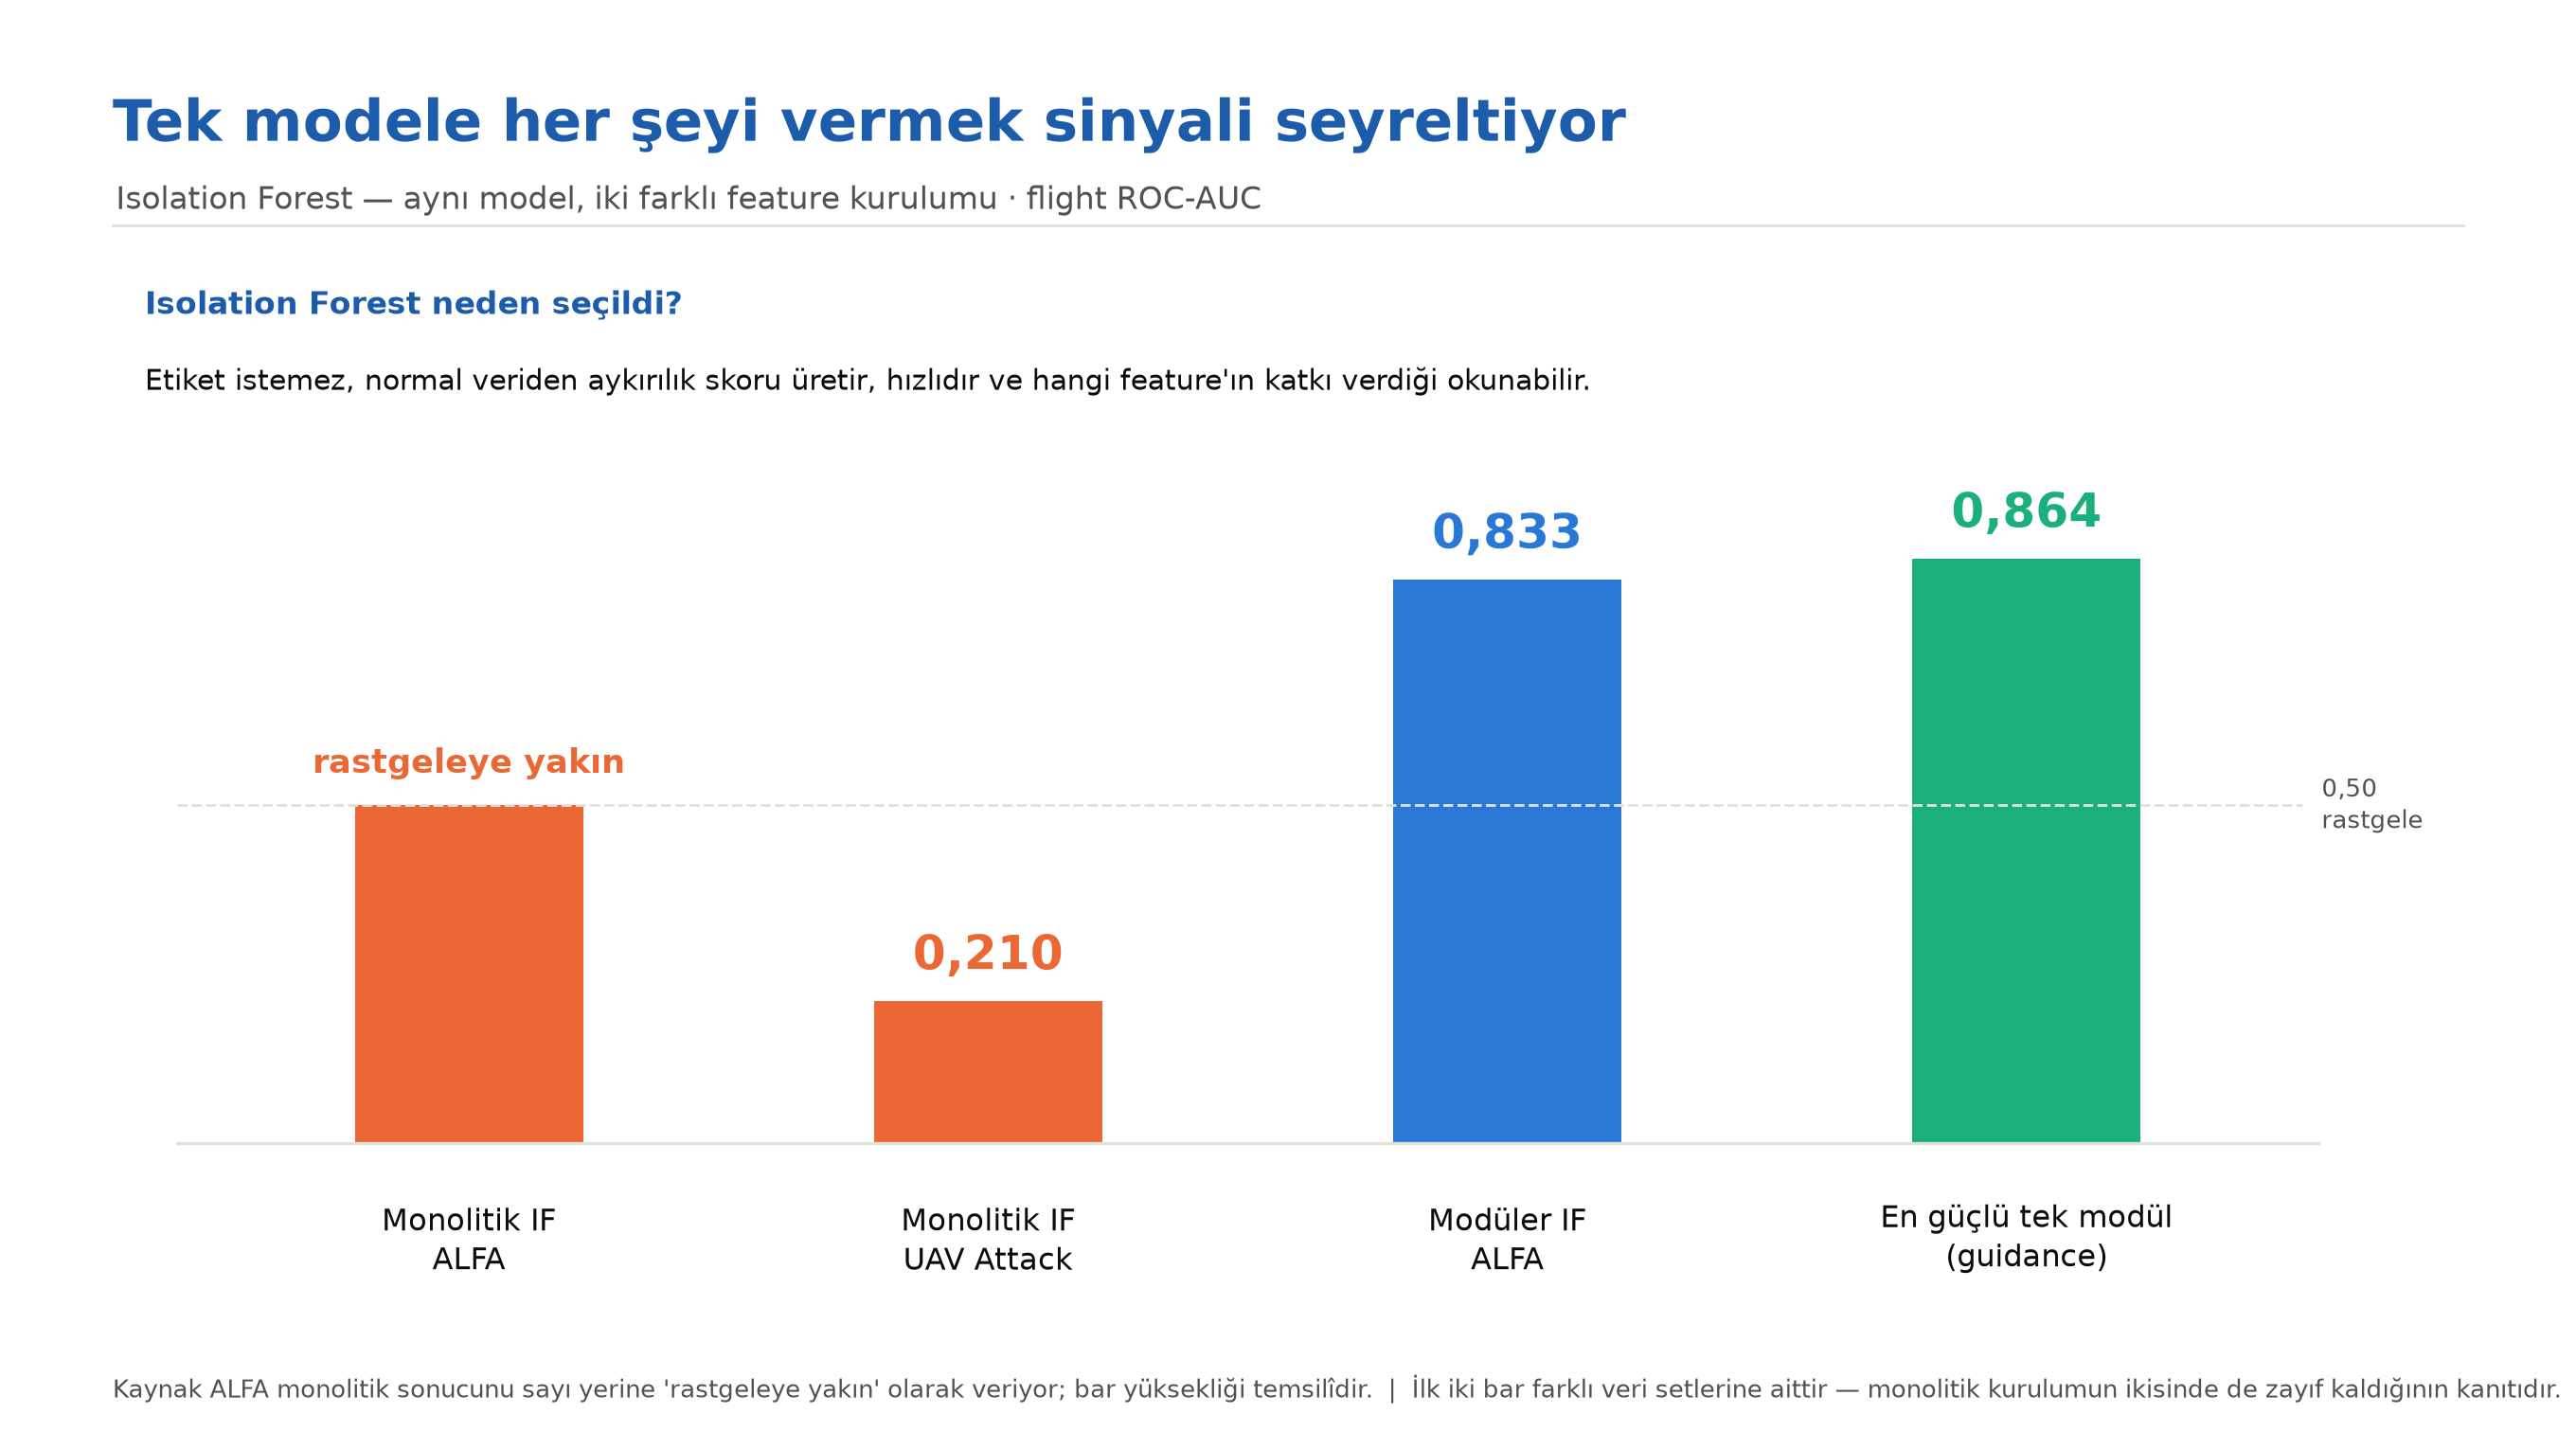 Tek modele her şeyi vermek sinyali seyreltiyor
Isolation Forest — aynı model, iki farklı feature kurulumu · flight ROC-AUC
Isolation Forest neden seçildi?
Etiket istemez, normal veriden aykırılık skoru üretir, hızlıdır ve hangi feature'ın katkı verdiği okunabilir.
rastgeleye yakın
0,210
0,833
0,864
0,50
rastgele
Monolitik IF
ALFA
Monolitik IF
UAV Attack
Modüler IF
ALFA
En güçlü tek modül
(guidance)
Kaynak ALFA monolitik sonucunu sayı yerine 'rastgeleye yakın' olarak veriyor; bar yüksekliği temsilîdir. | İlk iki bar farklı veri setlerine aittir — monolitik kurulumun ikisinde de zayıf kaldığının kanıtıdır.